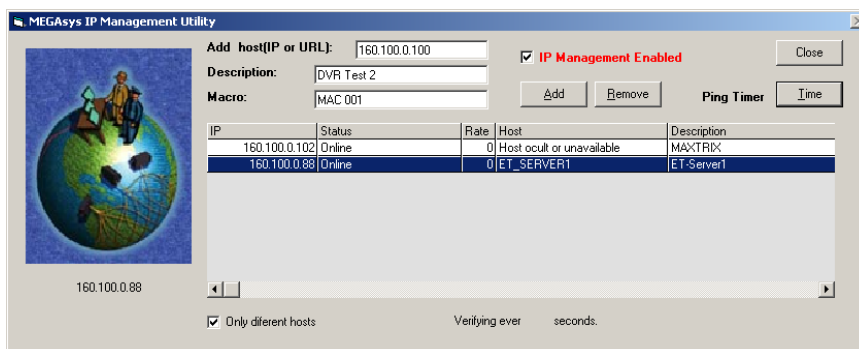 MEGAsys IP Management Utility
Add host(IP or URL): 160.100.0.100
IP Management Enabled
Close
Description: DVR Test 2
Macro: MAC 001
Add Remove Ping Timer Time
IP Status Rate Host Description
160.100.0.102 Online 0 Host ocult or unavailable MAXTRIX
160.100.0.88 Online 0 ET_SERVER1 ET-Server1
160.100.0.88
Only diferent hosts Verifying ever seconds.